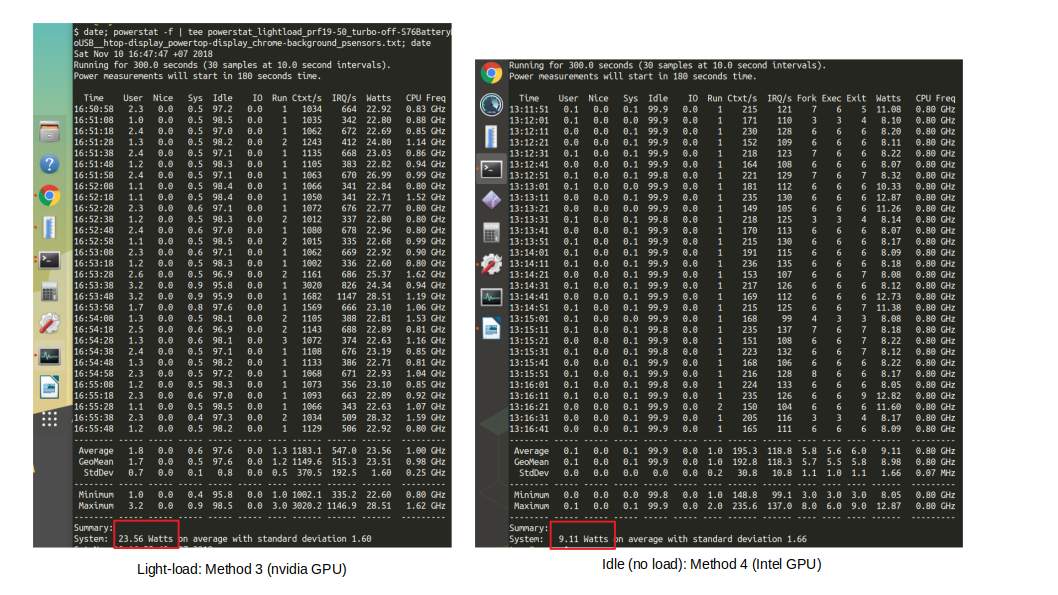 $ date; powerstat -f | tee powerstat_lightload_prf19-50_turbo-off-S76Battery
oUSB__htop-display_powertop-display_chrome-background_psensors.txt; date
Sat Nov 10 16:47:47 +07 2018
Running for 300.0 seconds (30 samples at 10.0 second intervals).
Power measurements will start in 180 seconds time.
Time User Nice Sys Idle IO Run Ctxt/s IRQ/s Watts CPU Freq
16:50:58 2.3 0.0 0.5 97.2 0.0 1 1034 664 22.92 0.83 GHz
16:51:08 1.0 0.0 0.5 98.5 0.0 1 1035 342 22.80 0.88 GHz
16:51:18 2.4 0.0 0.5 97.0 0.0 1 1062 672 22.69 0.85 GHz
16:51:28 1.3 0.0 0.5 98.2 0.0 2 1243 412 24.80 1.14 GHz
16:51:38 2.4 0.0 0.5 97.1 0.0 1 1135 668 23.03 0.86 GHz
16:51:48 1.2 0.0 0.5 98.3 0.0 1 1105 383 22.82 0.94 GHz
16:51:58 2.4 0.0 0.5 97.1 0.0 1 1063 670 26.99 0.99 GHz
16:52:08 1.1 0.0 0.5 98.4 0.0 1 1066 341 22.84 0.80 GHz
16:52:18 1.1 0.0 0.5 98.4 0.0 1 1050 341 22.71 1.52 GHz
16:52:28 2.3 0.0 0.6 97.1 0.0 1 1072 676 22.77 0.80 GHz
16:52:38 1.2 0.0 0.5 98.3 0.0 2 1012 337 22.80 0.80 GHz
16:52:48 2.4 0.0 0.6 97.0 0.0 1 1080 678 22.96 0.80 GHz
16:52:58 1.1 0.0 0.5 98.5 0.0 2 1015 335 22.68 0.99 GHz
16:53:08 2.3 0.0 0.6 97.1 0.0 1 1062 669 22.92 0.90 GHz
16:53:18 1.2 0.0 0.5 98.3 0.0 1 1002 336 22.60 0.80 GHz
16:53:28 2.6 0.0 0.5 96.9 0.0 2 1161 686 25.37 1.62 GHz
16:53:38 3.2 0.0 0.9 95.8 0.0 1 3020 826 24.34 0.94 GHz
16:53:48 3.2 0.0 0.9 95.9 0.0 1 1682 1147 28.51 1.19 GHz
16:53:58 1.7 0.0 0.8 97.6 0.0 1 1569 666 23.10 1.06 GHz
16:54:08 1.3 0.0 0.5 98.1 0.0 2 1105 388 22.81 1.53 GHz
16:54:18 2.5 0.0 0.6 96.9 0.0 2 1143 688 22.89 0.81 GHz
16:54:28 1.3 0.0 0.6 98.1 0.0 3 1072 374 22.63 1.16 GHz
16:54:38 2.4 0.0 0.5 97.1 0.0 1 1108 676 23.19 0.85 GHz
16:54:48 1.3 0.0 0.5 98.2 0.0 1 1133 386 22.71 0.81 GHz
16:54:58 2.3 0.0 0.5 97.2 0.0 1 1068 671 22.93 1.04 GHz
16:55:08 1.2 0.0 0.5 98.3 0.0 1 1073 356 23.10 0.85 GHz
16:55:18 2.3 0.0 0.6 97.0 0.0 1 1093 663 22.89 0.92 GHz
16:55:28 1.1 0.0 0.5 98.5 0.0 1 1066 343 22.63 1.07 GHz
16:55:38 2.3 0.0 0.4 97.3 0.0 2 1034 509 28.32 1.59 GHz
16:55:48 1.2 0.0 0.5 98.2 0.0 1 1129 506 22.92 0.80 GHz
-------- ----- ----- ----- ----- ----- ---- ------ ------ ------ ---------
Average 1.8 0.0 0.6 97.6 0.0 1.3 1183.1 547.0 23.56 1.00 GHz
GeoMean 1.7 0.0 0.5 97.6 0.0 1.2 1149.6 515.3 23.51 0.98 GHz
StdDev 0.7 0.0 0.1 0.8 0.0 0.5 370.5 192.5 1.60 0.25 GHz
-------- ----- ----- ----- ----- ----- ---- ------ ------ ------ ---------
Minimum 1.0 0.0 0.4 95.8 0.0 1.0 1002.1 335.2 22.60 0.80 GHz
Maximum 3.2 0.0 0.9 98.5 0.0 3.0 3020.2 1146.9 28.51 1.62 GHz
-------- ----- ----- ----- ----- ----- ---- ------ ------ ------ ---------
Summary:
System: 23.56 Watts on average with standard deviation 1.60
Light-load: Method 3 (nvidia GPU)
Running for 300.0 seconds (30 samples at 10.0 second intervals).
Power measurements will start in 180 seconds time.
Time User Nice Sys Idle IO Run Ctxt/s IRQ/s Fork Exec Exit Watts CPU Freq
13:11:51 0.1 0.0 0.1 99.9 0.0 1 215 121 7 6 5 11.08 0.80 GHz
13:12:01 0.1 0.0 0.0 99.9 0.0 1 171 110 3 3 4 8.10 0.80 GHz
13:12:11 0.1 0.0 0.1 99.9 0.0 1 230 128 6 6 6 8.20 0.80 GHz
13:12:21 0.1 0.0 0.1 99.9 0.0 1 152 109 6 6 6 8.11 0.80 GHz
13:12:31 0.1 0.0 0.1 99.9 0.0 1 218 123 7 6 7 8.22 0.80 GHz
13:12:41 0.1 0.0 0.1 99.9 0.0 1 164 108 6 6 6 8.07 0.80 GHz
13:12:51 0.1 0.0 0.1 99.8 0.0 1 221 129 7 6 7 8.32 0.80 GHz
13:13:01 0.1 0.0 0.0 99.9 0.0 1 181 112 6 6 6 10.33 0.80 GHz
13:13:11 0.1 0.0 0.1 99.9 0.0 1 235 130 6 6 6 12.87 0.80 GHz
13:13:21 0.0 0.0 0.0 99.9 0.0 1 149 105 6 6 6 11.26 0.80 GHz
13:13:31 0.1 0.0 0.1 99.8 0.0 1 218 125 3 3 4 8.14 0.80 GHz
13:13:41 0.1 0.0 0.0 99.9 0.0 1 170 113 6 6 6 8.07 0.80 GHz
13:13:51 0.1 0.0 0.1 99.9 0.0 1 215 130 6 6 6 8.17 0.80 GHz
13:14:01 0.1 0.0 0.1 99.9 0.0 1 191 115 6 6 6 8.09 0.80 GHz
13:14:11 0.1 0.0 0.1 99.9 0.0 1 236 135 6 6 6 8.18 0.80 GHz
13:14:21 0.0 0.0 0.1 99.9 0.0 1 153 107 6 6 7 8.08 0.80 GHz
13:14:31 0.1 0.0 0.1 99.9 0.0 1 217 126 6 6 6 8.12 0.80 GHz
13:14:41 0.0 0.0 0.1 99.9 0.0 1 169 112 6 6 6 12.73 0.80 GHz
13:14:51 0.1 0.0 0.1 99.9 0.0 1 215 125 6 6 7 11.38 0.80 GHz
13:15:01 0.1 0.0 0.0 99.9 0.0 1 168 99 4 3 3 8.08 0.80 GHz
13:15:11 0.1 0.0 0.1 99.8 0.0 1 235 137 7 6 7 8.18 0.80 GHz
13:15:21 0.1 0.0 0.1 99.9 0.0 1 151 108 6 6 7 8.22 0.80 GHz
13:15:31 0.1 0.0 0.1 99.8 0.0 1 223 132 6 6 7 8.12 0.80 GHz
13:15:41 0.0 0.0 0.1 99.9 0.0 1 168 106 6 6 6 8.22 0.80 GHz
13:15:51 0.1 0.0 0.1 99.9 0.0 1 216 128 8 6 6 8.17 0.80 GHz
13:16:01 0.1 0.0 0.1 99.8 0.0 1 224 133 6 6 6 8.05 0.80 GHz
13:16:11 0.1 0.0 0.1 99.9 0.0 1 235 126 6 6 9 12.82 0.80 GHz
13:16:21 0.0 0.0 0.1 99.9 0.0 2 150 104 6 6 6 11.60 0.80 GHz
13:16:31 0.1 0.0 0.1 99.9 0.0 1 205 116 3 3 4 8.17 0.80 GHz
13:16:41 0.0 0.0 0.1 99.9 0.0 1 165 111 6 6 6 8.09 0.80 GHz
-------- ----- ----- ----- ----- ----- ---- ------ ------ ---- ---- ---- ------ ---------
Average 0.1 0.0 0.1 99.9 0.0 1.0 195.3 118.8 5.8 5.6 6.0 9.11 0.80 GHz
GeoMean 0.1 0.0 0.1 99.9 0.0 1.0 192.8 118.3 5.7 5.5 5.8 8.98 0.80 GHz
StdDev 0.0 0.0 0.0 0.0 0.0 0.2 30.8 10.8 1.1 1.0 1.1 1.66 0.07 MHz
-------- ----- ----- ----- ----- ----- ---- ------ ------ ---- ---- ---- ------ ---------
Minimum 0.0 0.0 0.0 99.8 0.0 1.0 148.8 99.1 3.0 3.0 3.0 8.05 0.80 GHz
Maximum 0.1 0.0 0.1 99.9 0.0 2.0 235.6 137.0 8.0 6.0 9.0 12.87 0.80 GHz
-------- ----- ----- ----- ----- ----- ---- ------ ------ ---- ---- ---- ------ ---------
Summary:
System: 9.11 Watts on average with standard deviation 1.66
Idle (no load): Method 4 (Intel GPU)